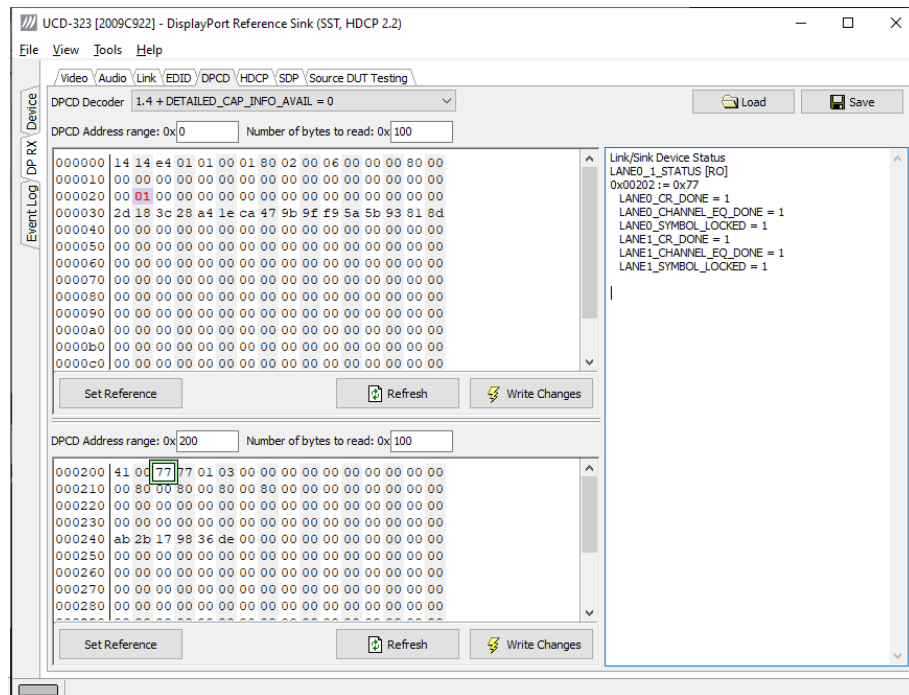 UCD-323 [2009C922] - DisplayPort Reference Sink (SST, HDCP 2.2)
File View Tools Help
Device
DP RX
Event Log
Video Audio Link EDID DPCD HDCP SDP Source DUT Testing
DPCD Decoder 1.4 + DETAILED_CAP_INFO_AVAIL = 0 Load Save
DPCD Address range: 0x 0 Number of bytes to read: 0x 100
000000 14 14 e4 01 01 00 01 80 02 00 06 00 00 00 80 00
000010 00 00 00 00 00 00 00 00 00 00 00 00 00 00 00 00
000020 00 01 00 00 00 00 00 00 00 00 00 00 00 00 00 00
000030 2d 18 3c 28 a4 1e ca 47 9b 9f f9 5a 5b 93 81 8d
000040 00 00 00 00 00 00 00 00 00 00 00 00 00 00 00 00
000050 00 00 00 00 00 00 00 00 00 00 00 00 00 00 00 00
000060 00 00 00 00 00 00 00 00 00 00 00 00 00 00 00 00
000070 00 00 00 00 00 00 00 00 00 00 00 00 00 00 00 00
000080 00 00 00 00 00 00 00 00 00 00 00 00 00 00 00 00
000090 00 00 00 00 00 00 00 00 00 00 00 00 00 00 00 00
0000a0 00 00 00 00 00 00 00 00 00 00 00 00 00 00 00 00
0000b0 00 00 00 00 00 00 00 00 00 00 00 00 00 00 00 00
0000c0 00 00 00 00 00 00 00 00 00 00 00 00 00 00 00 00
Set Reference Refresh Write Changes
DPCD Address range: 0x 200 Number of bytes to read: 0x 100
000200 41 00 77 77 01 03 00 00 00 00 00 00 00 00 00 00
000210 00 80 00 80 00 80 00 80 00 00 00 00 00 00 00 00
000220 00 00 00 00 00 00 00 00 00 00 00 00 00 00 00 00
000230 00 00 00 00 00 00 00 00 00 00 00 00 00 00 00 00
000240 ab 2b 17 98 36 de 00 00 00 00 00 00 00 00 00 00
000250 00 00 00 00 00 00 00 00 00 00 00 00 00 00 00 00
000260 00 00 00 00 00 00 00 00 00 00 00 00 00 00 00 00
000270 00 00 00 00 00 00 00 00 00 00 00 00 00 00 00 00
000280 00 00 00 00 00 00 00 00 00 00 00 00 00 00 00 00
Set Reference Refresh Write Changes
Link/Sink Device Status
LANE0_1_STATUS [RO]
0x00202 := 0x77
LANE0_CR_DONE = 1
LANE0_CHANNEL_EQ_DONE = 1
LANE0_SYMBOL_LOCKED = 1
LANE1_CR_DONE = 1
LANE1_CHANNEL_EQ_DONE = 1
LANE1_SYMBOL_LOCKED = 1